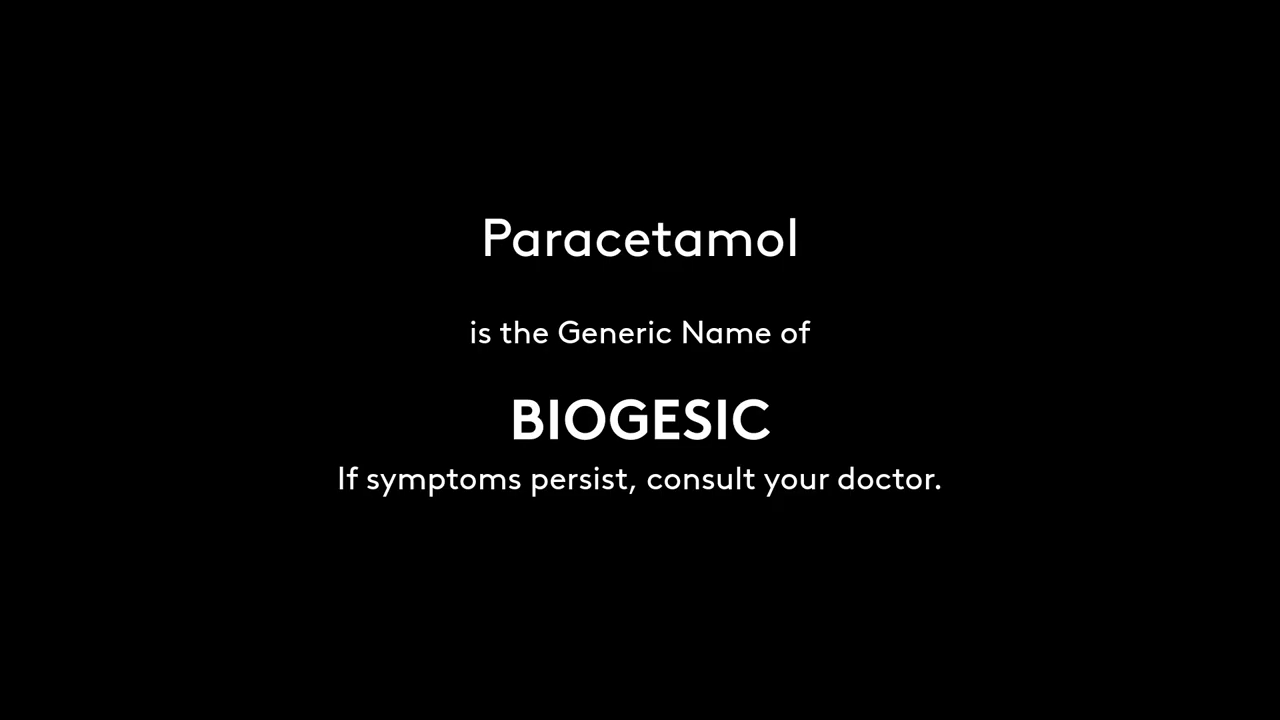 Paracetamol
is the Generic Name of
BIOGESIC
If symptoms persist, consult your doctor.